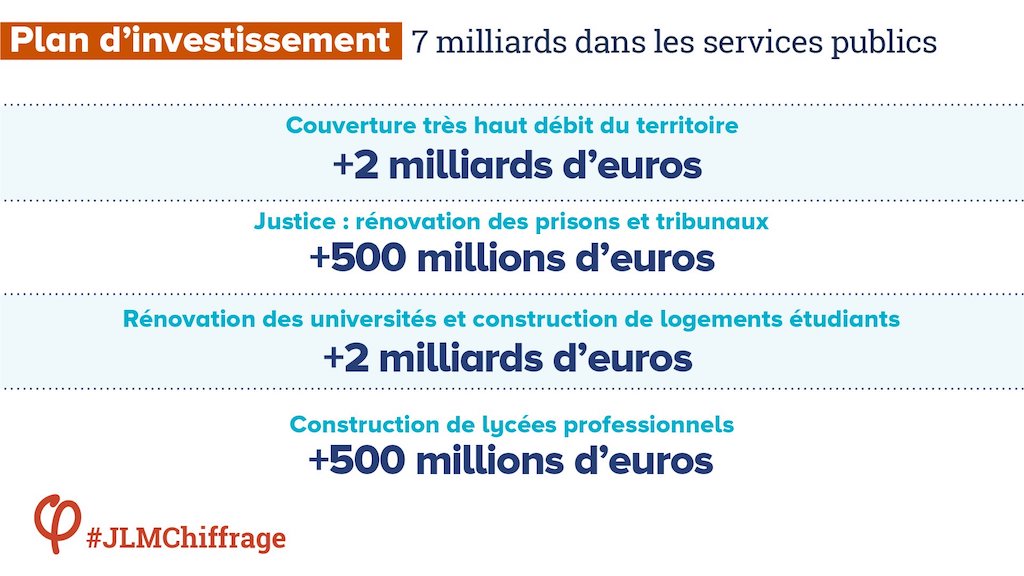 Plan d’investissement 7 milliards dans les services publics
Couverture très haut débit du territoire
+2 milliards d’euros
Justice : rénovation des prisons et tribunaux
+500 millions d’euros
Rénovation des universités et construction de logements étudiants
+2 milliards d’euros
Construction de lycées professionnels
+500 millions d’euros
φ #JLMChiffrage